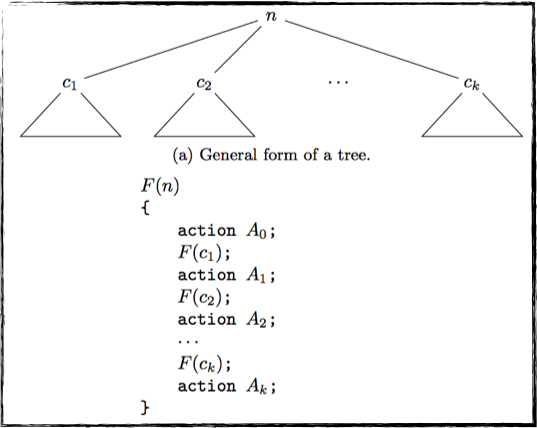 n
c₁ c₂ ⋯ cₖ
(a) General form of a tree.
F(n)
{
action A₀;
F(c₁);
action A₁;
F(c₂);
action A₂;
⋯
F(cₖ);
action Aₖ;
}